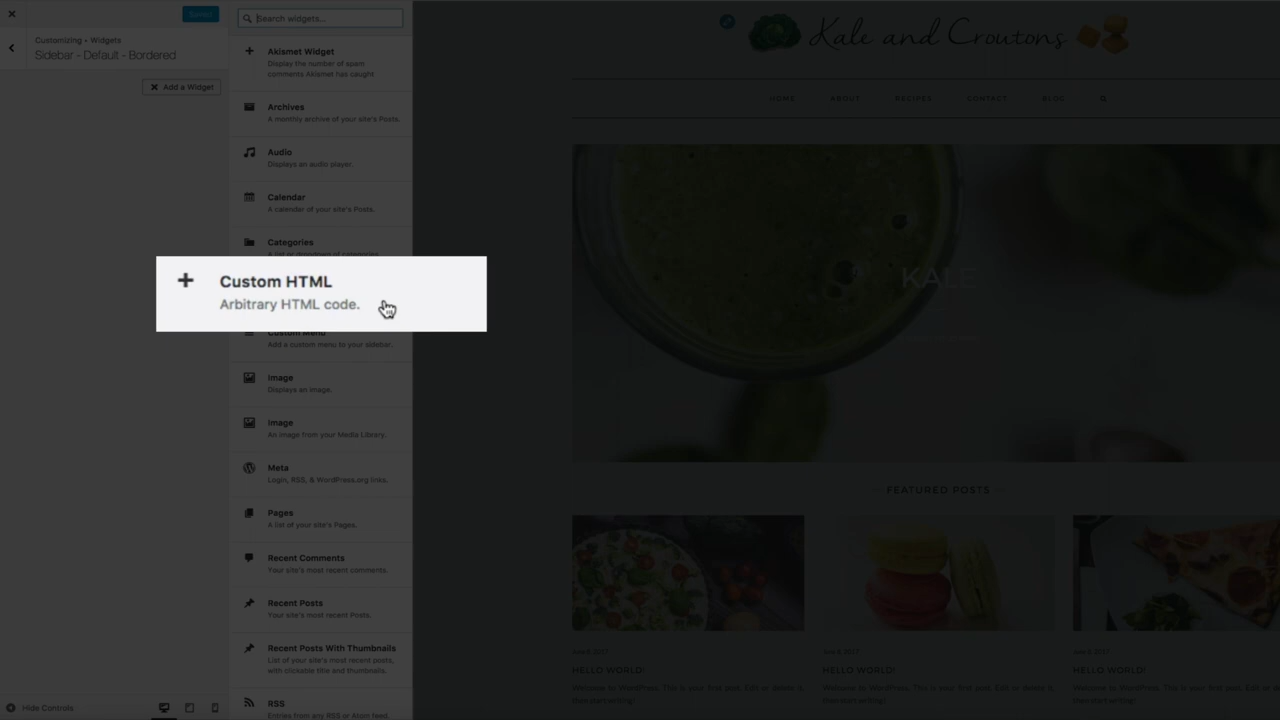 Saved
Customizing • Widgets
Sidebar - Default - Bordered
Add a Widget
Search widgets...
Akismet Widget
Display the number of spam
comments Akismet has caught
Archives
A monthly archive of your site's Posts.
Audio
Displays an audio player.
Calendar
A calendar of your site's Posts.
Categories
A list or dropdown of categories.
Custom HTML
Arbitrary HTML code.
Custom Menu
Add a custom menu to your sidebar.
Image
Displays an image.
Image
An image from your Media Library.
Meta
Login, RSS, & WordPress.org links.
Pages
A list of your site's Pages.
Recent Comments
Your site's most recent comments.
Recent Posts
Your site's most recent Posts.
Recent Posts With Thumbnails
List of your site's most recent posts,
with clickable title and thumbnails.
RSS
Entries from any RSS or Atom feed.
Hide Controls
Kale and Croutons
HOME ABOUT RECIPES CONTACT BLOG
KALE
FEATURED POSTS
HELLO WORLD!
Welcome to WordPress. This is your first post. Edit or delete it,
then start writing!
HELLO WORLD!
Welcome to WordPress. This is your first post. Edit or delete it,
then start writing!
HELLO WORLD!
Welcome to WordPress. This is your first post. Edit or delete it,
then start writing!